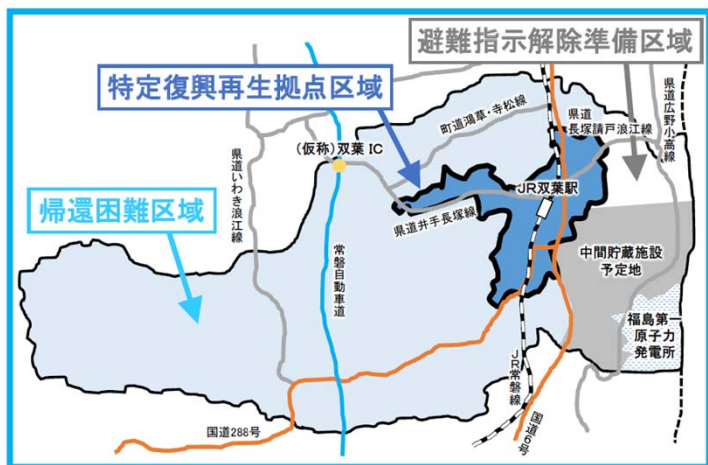 避難指示解除準備区域
特定復興再生拠点区域
帰還困難区域
(仮称)双葉 IC
町道鴻草・寺松線
県道
長塚請戸浪江線
県道広野小高線
県道いわき浪江線
JR双葉駅
県道井手長塚線
常磐自動車道
中間貯蔵施設
予定地
福島第一
原子力
発電所
JR常磐線
国道6号
国道288号